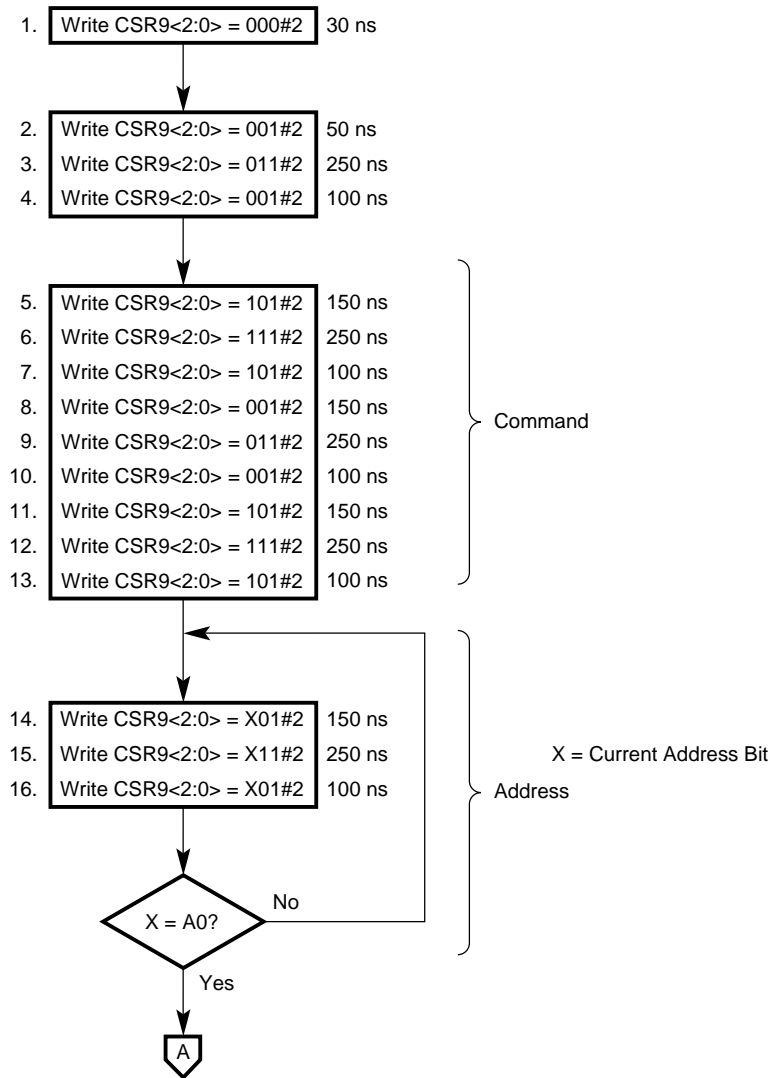 1. Write CSR9<2:0> = 000#2 30 ns
2. Write CSR9<2:0> = 001#2 50 ns
3. Write CSR9<2:0> = 011#2 250 ns
4. Write CSR9<2:0> = 001#2 100 ns
5. Write CSR9<2:0> = 101#2 150 ns
6. Write CSR9<2:0> = 111#2 250 ns
7. Write CSR9<2:0> = 101#2 100 ns
8. Write CSR9<2:0> = 001#2 150 ns
9. Write CSR9<2:0> = 011#2 250 ns
10. Write CSR9<2:0> = 001#2 100 ns
11. Write CSR9<2:0> = 101#2 150 ns
12. Write CSR9<2:0> = 111#2 250 ns
13. Write CSR9<2:0> = 101#2 100 ns
Command
14. Write CSR9<2:0> = X01#2 150 ns
15. Write CSR9<2:0> = X11#2 250 ns
16. Write CSR9<2:0> = X01#2 100 ns
Address
X = Current Address Bit
X = A0?
No
Yes
A